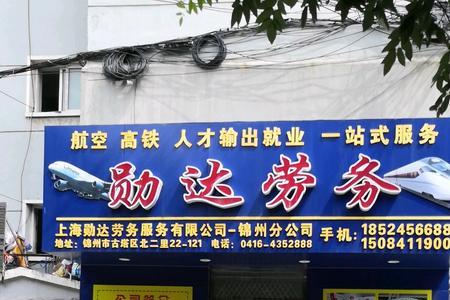 航空 高铁 人才输出就业 一站式服务
勋达劳务
上海勋达劳务服务有限公司-锦州分公司
地址：锦州市古塔区北二里22-121 电话：0416-4352888
手机：
18524566888
15084119000